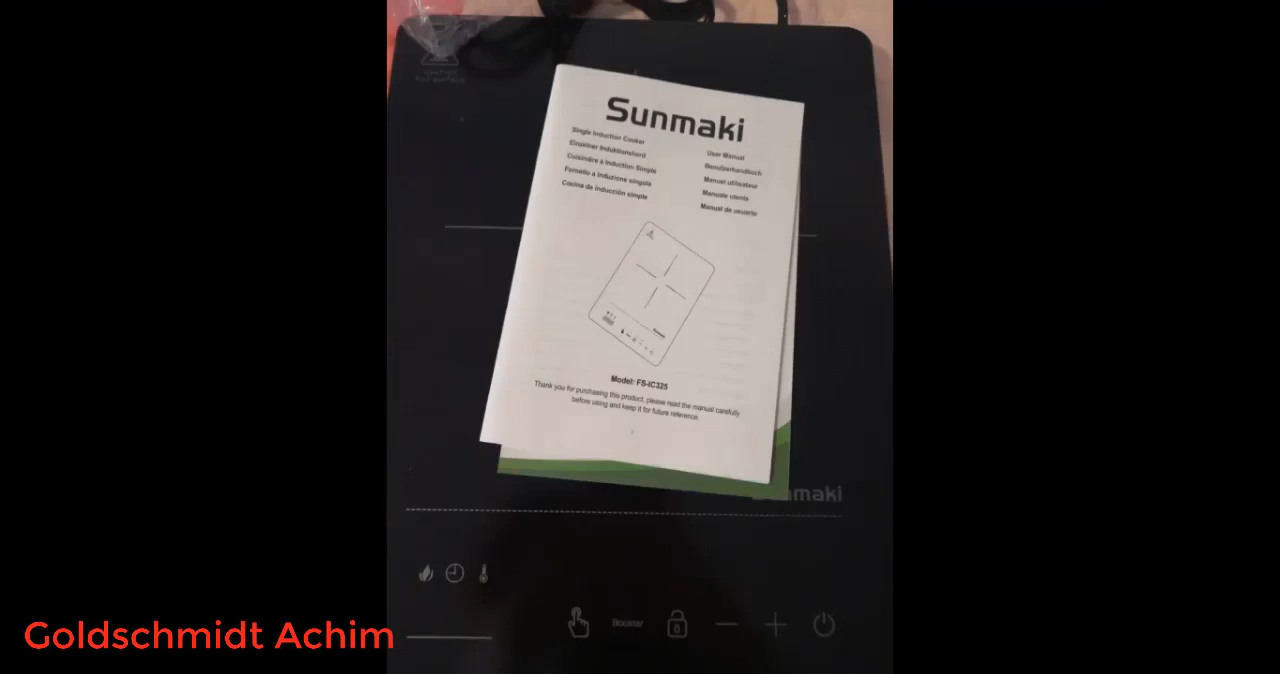 Sunmaki
Single Induction Cooker
Einzelner Induktionsherd
Cuisinière à Induction Simple
Fornello a Induzione singola
Cocina de inducción simple
User Manual
Benutzerhandbuch
Manuel utilisateur
Manuale utente
Manual de usuario
Model: FS-IC325
Thank you for purchasing this product, please read the manual carefully
before using and keep it for future reference.
maki
Booster
Goldschmidt Achim